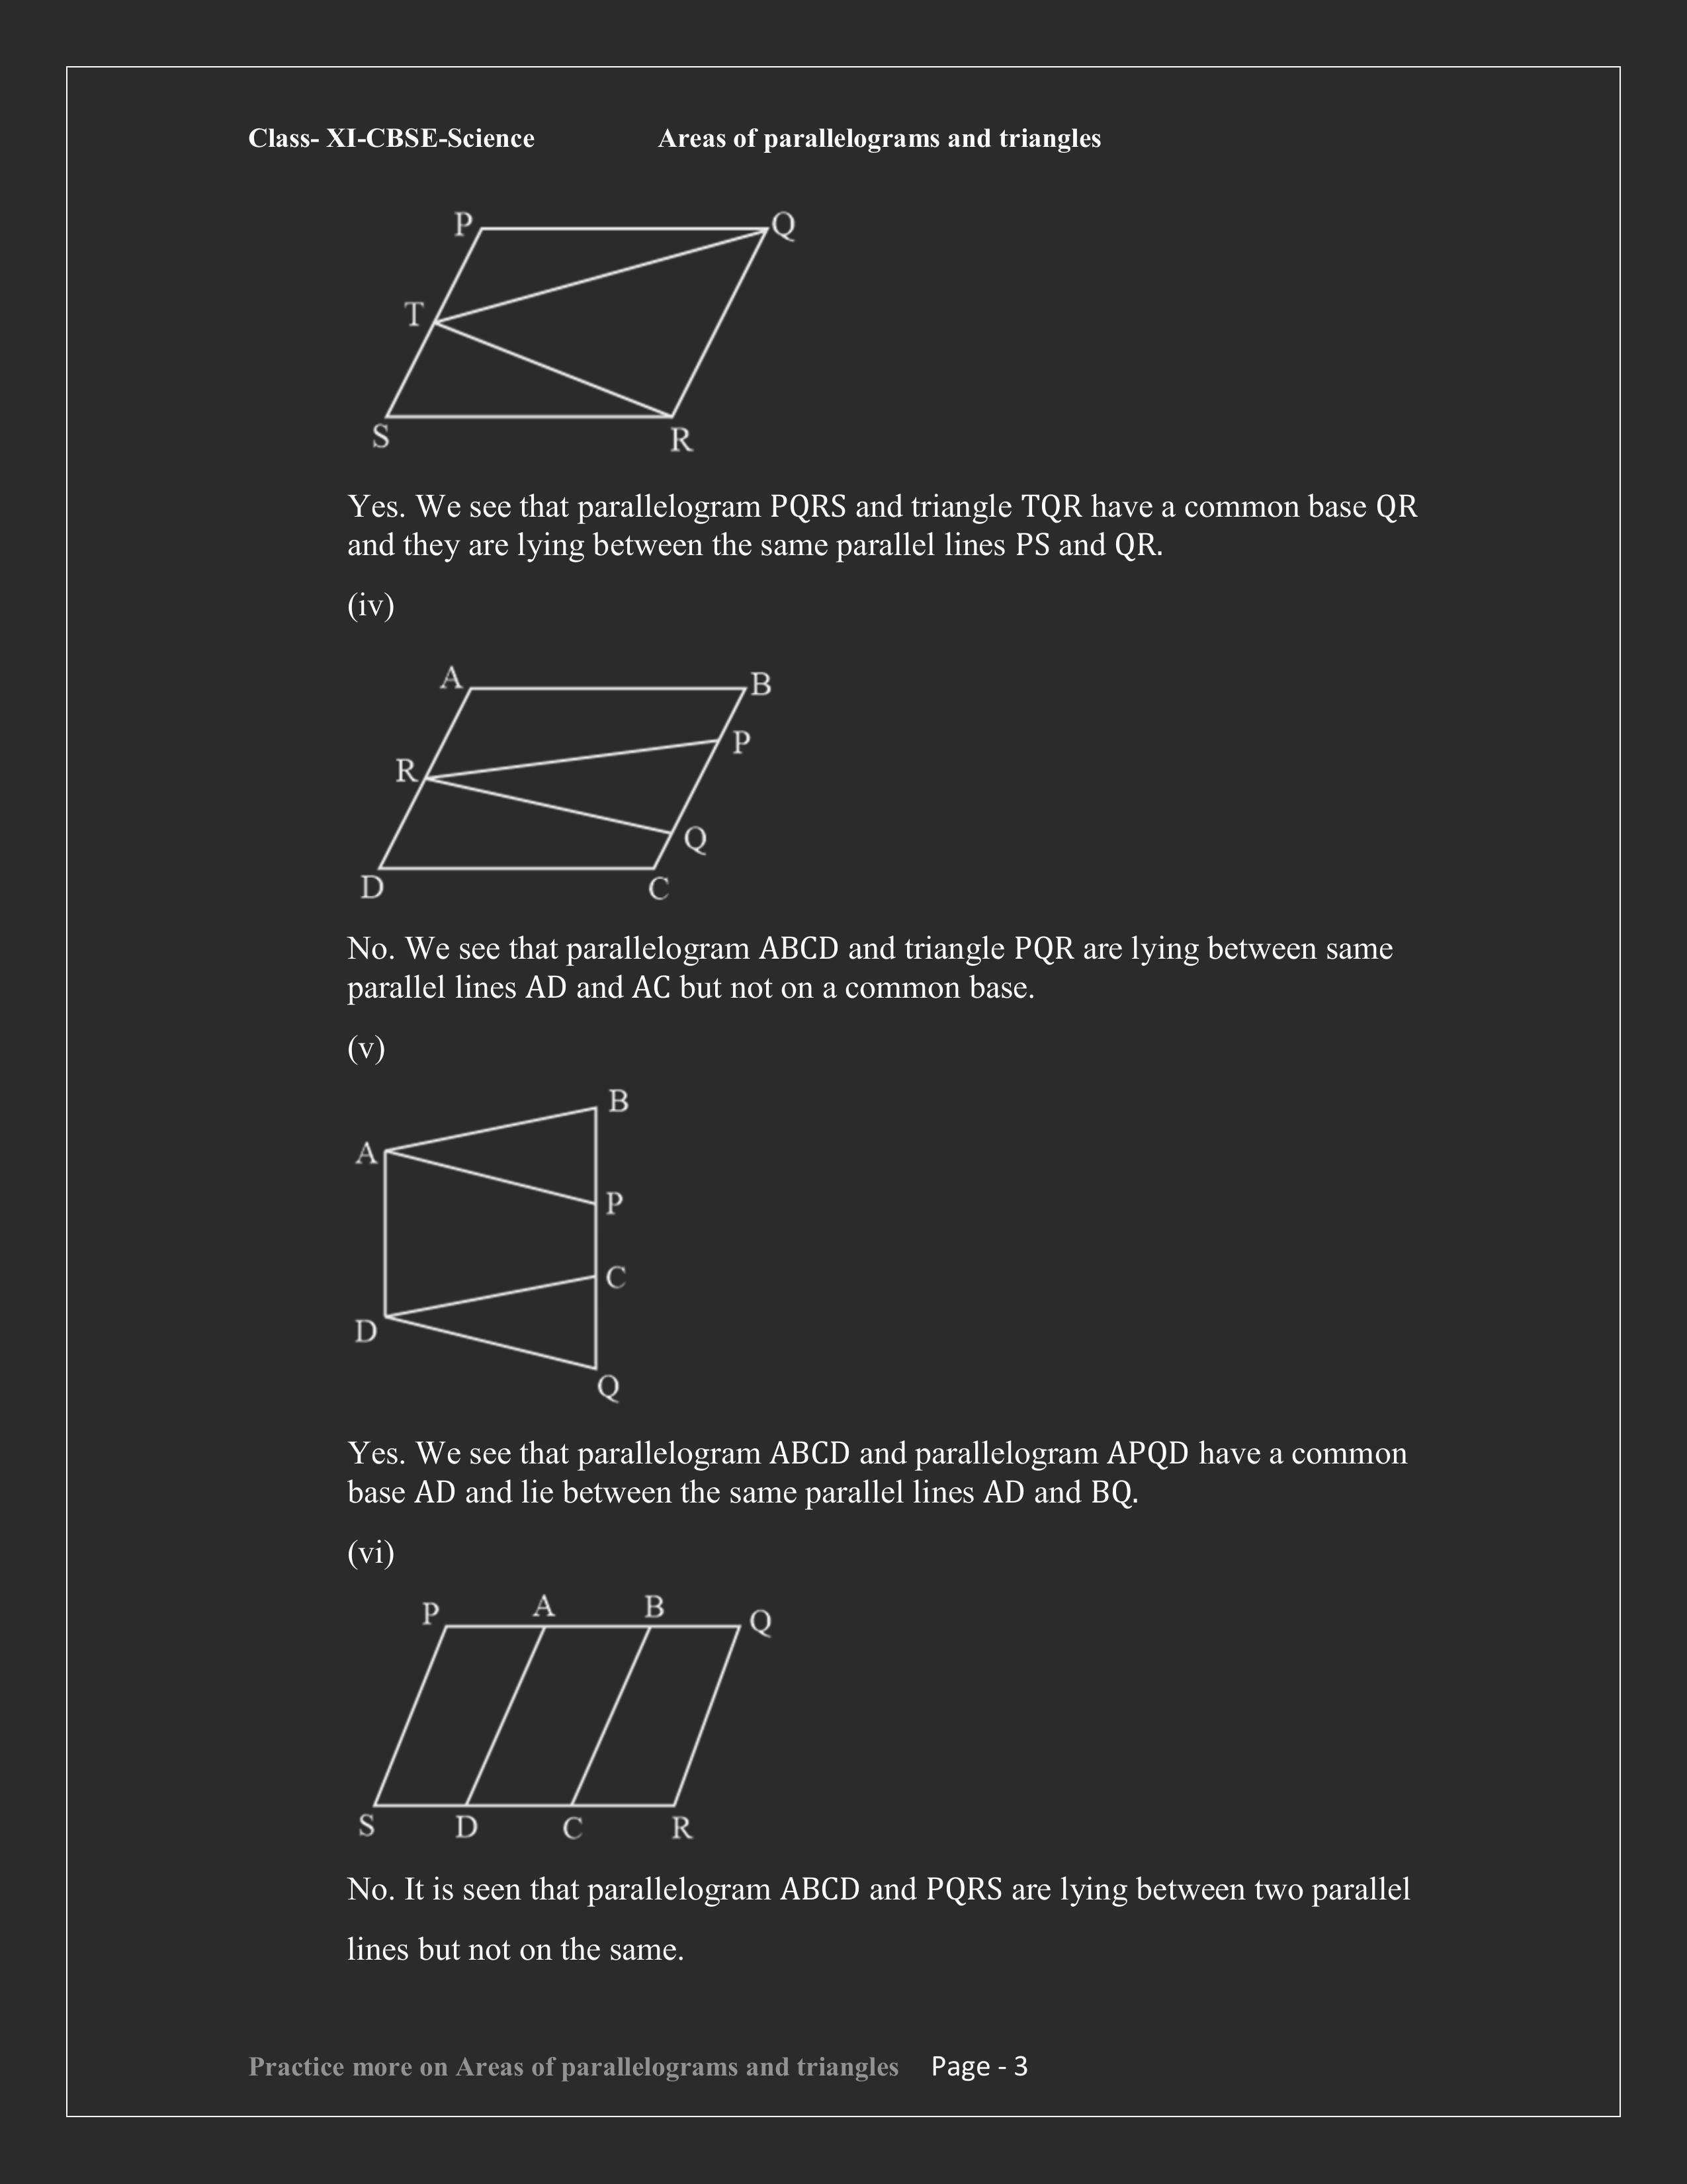 Class- XI-CBSE-Science Areas of parallelograms and triangles
P Q
T
S R
Yes. We see that parallelogram PQRS and triangle TQR have a common base QR
and they are lying between the same parallel lines PS and QR.
(iv)
A B
P
R
Q
D C
No. We see that parallelogram ABCD and triangle PQR are lying between same
parallel lines AD and AC but not on a common base.
(v)
B
A
P
C
D
Q
Yes. We see that parallelogram ABCD and parallelogram APQD have a common
base AD and lie between the same parallel lines AD and BQ.
(vi)
P A B Q
S D C R
No. It is seen that parallelogram ABCD and PQRS are lying between two parallel
lines but not on the same.
Practice more on Areas of parallelograms and triangles Page - 3